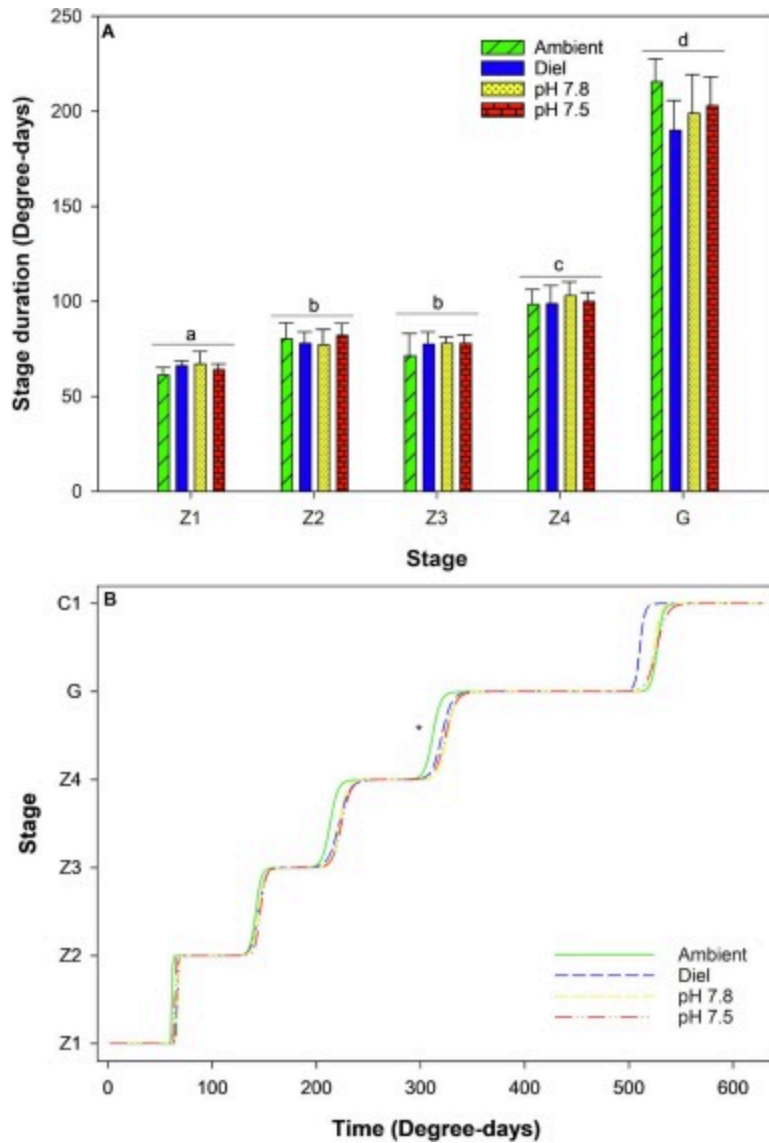 A
Ambient
Diel
pH 7.8
pH 7.5
a
b
b
c
d
250
200
150
100
50
0
Stage duration (Degree-days)
Z1 Z2 Z3 Z4 G
Stage
B
C1
G
Z4
Z3
Z2
Z1
Stage
*
Ambient
Diel
pH 7.8
pH 7.5
0 100 200 300 400 500 600
Time (Degree-days)